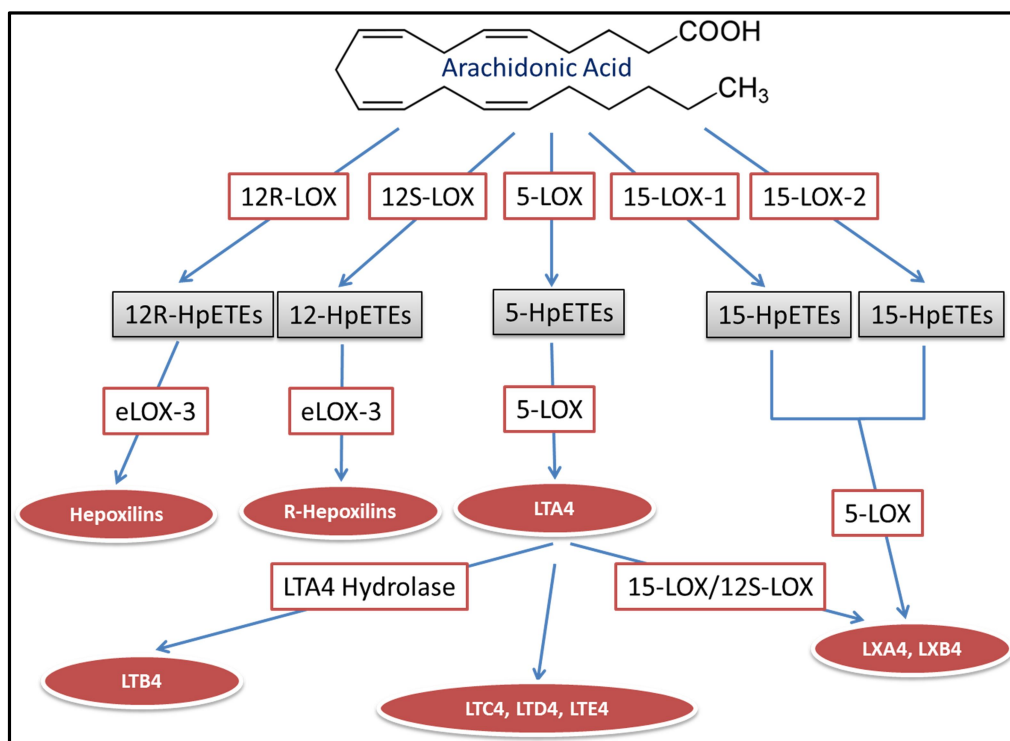 COOH
Arachidonic Acid
CH3
12R-LOX
12S-LOX
5-LOX
15-LOX-1
15-LOX-2
12R-HpETEs
12-HpETEs
5-HpETEs
15-HpETEs
15-HpETEs
eLOX-3
eLOX-3
5-LOX
Hepoxilins
R-Hepoxilins
LTA4
5-LOX
LTA4 Hydrolase
15-LOX/12S-LOX
LXA4, LXB4
LTB4
LTC4, LTD4, LTE4